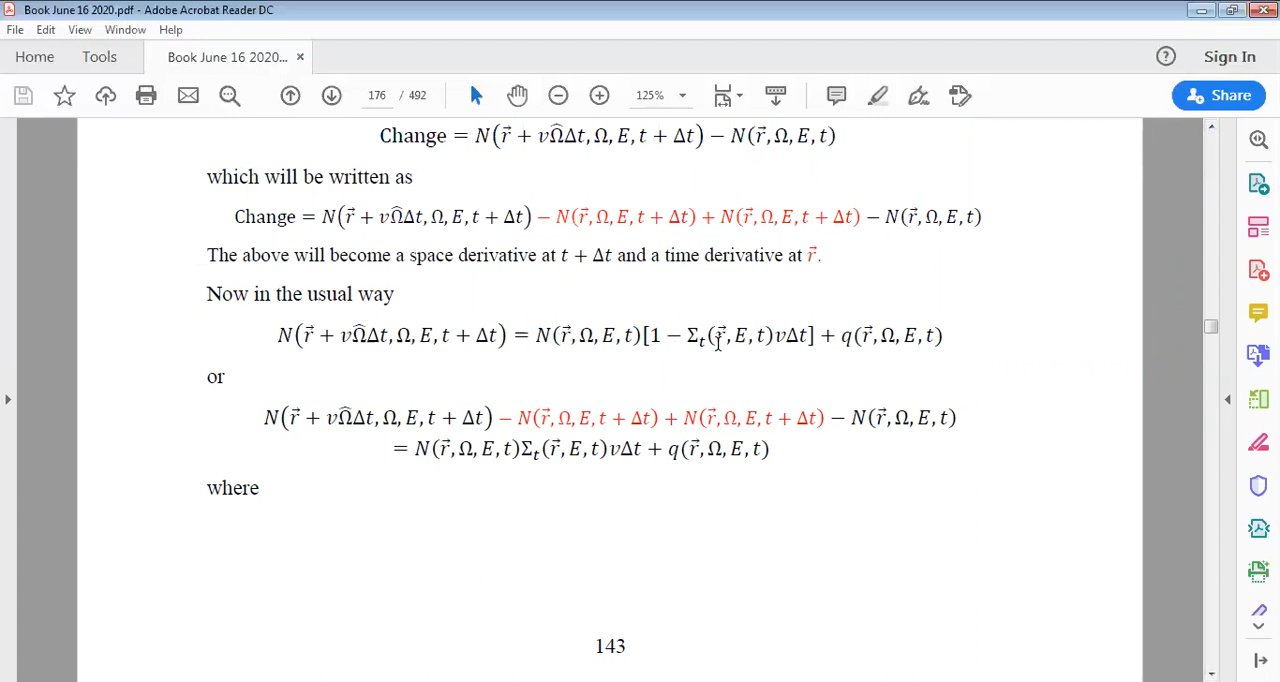 Book June 16 2020.pdf - Adobe Acrobat Reader DC
File Edit View Window Help
Home Tools Book June 16 2020... × ? Sign In
176 / 492 125% Share
Change = N(r⃗ + vΩ̂Δt, Ω, E, t + Δt) − N(r⃗, Ω, E, t)
which will be written as
Change = N(r⃗ + vΩ̂Δt, Ω, E, t + Δt) − N(r⃗, Ω, E, t + Δt) + N(r⃗, Ω, E, t + Δt) − N(r⃗, Ω, E, t)
The above will become a space derivative at t + Δt and a time derivative at r⃗.
Now in the usual way
N(r⃗ + vΩ̂Δt, Ω, E, t + Δt) = N(r⃗, Ω, E, t)[1 − Σₜ(r⃗, E, t)vΔt] + q(r⃗, Ω, E, t)
or
N(r⃗ + vΩ̂Δt, Ω, E, t + Δt) − N(r⃗, Ω, E, t + Δt) + N(r⃗, Ω, E, t + Δt) − N(r⃗, Ω, E, t)
= N(r⃗, Ω, E, t)Σₜ(r⃗, E, t)vΔt + q(r⃗, Ω, E, t)
where
143